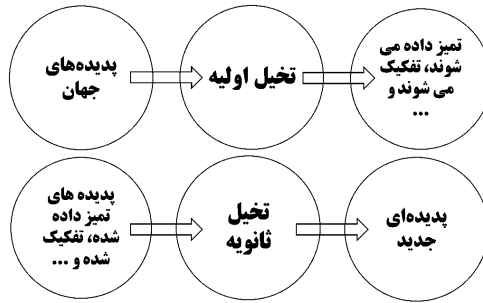 پدیده‌های
جهان
تخیل اولیه
تمیز داده می
شوند، تفکیک
می شوند و
...
پدیده های
تمیز داده
شده، تفکیک
شده و ...
تخیل
ثانویه
پدیده‌ای
جدید